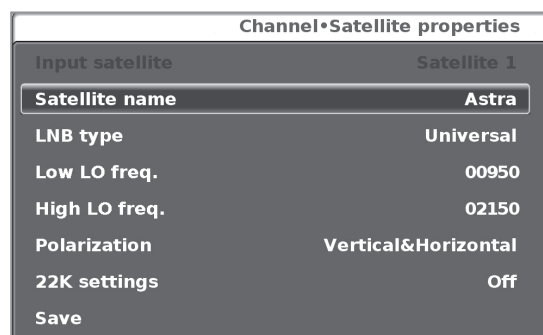 Channel•Satellite properties
Input satellite Satellite 1
Satellite name Astra
LNB type Universal
Low LO freq. 00950
High LO freq. 02150
Polarization Vertical&Horizontal
22K settings Off
Save